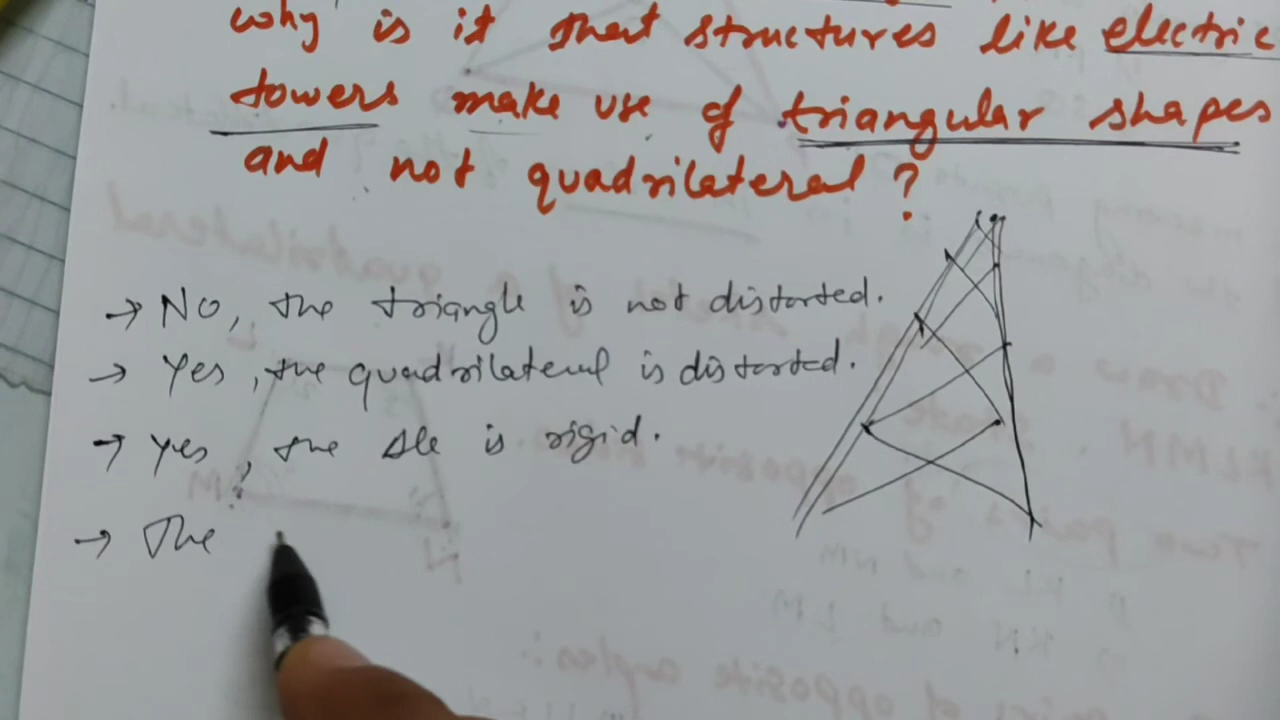 why is it that structures like electric
towers make use of triangular shapes
and not quadrilateral ?
→ No, the triangle is not distorted.
→ Yes, the quadrilateral is distorted.
→ Yes, the Δle is rigid.
→ The